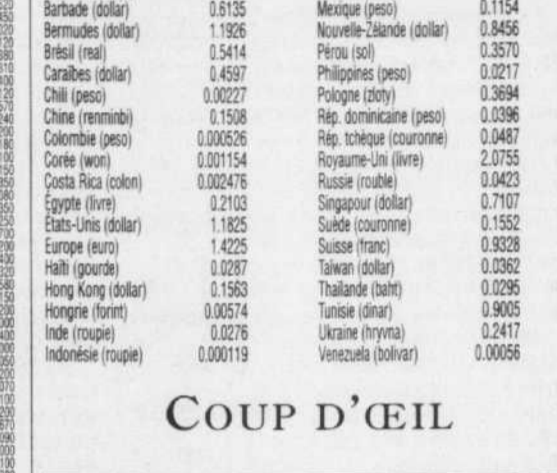 Barbade (dollar) 0.6135
Bermudes (dollar) 1.1926
Brésil (real) 0.5414
Caraïbes (dollar) 0.4597
Chili (peso) 0.00227
Chine (renminbi) 0.1508
Colombie (peso) 0.000526
Corée (won) 0.001154
Costa Rica (colon) 0.002476
Égypte (livre) 0.2103
États-Unis (dollar) 1.1825
Europe (euro) 1.4225
Haïti (gourde) 0.0287
Hong Kong (dollar) 0.1563
Hongrie (forint) 0.00574
Inde (roupie) 0.0276
Indonésie (roupie) 0.000119
Mexique (peso) 0.1154
Nouvelle-Zélande (dollar) 0.8456
Pérou (sol) 0.3570
Philippines (peso) 0.0217
Pologne (zloty) 0.3694
Rép. dominicaine (peso) 0.0396
Rép. tchèque (couronne) 0.0487
Royaume-Uni (livre) 2.0755
Russie (rouble) 0.0423
Singapour (dollar) 0.7107
Suède (couronne) 0.1552
Suisse (franc) 0.9328
Taïwan (dollar) 0.0362
Thaïlande (baht) 0.0295
Tunisie (dinar) 0.9005
Ukraine (hryvna) 0.2417
Venezuela (bolivar) 0.00056
COUP D'ŒIL